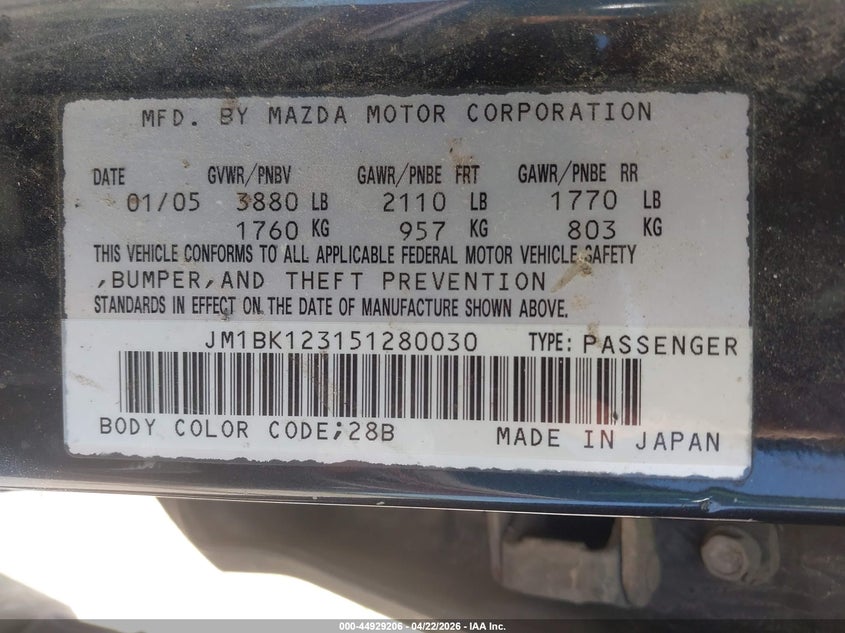 MFD. BY MAZDA MOTOR CORPORATION
DATE GVWR/PNBV GAWR/PNBE FRT GAWR/PNBE RR
01/05 3880 LB 2110 LB 1770 LB
1760 KG 957 KG 803 KG
THIS VEHICLE CONFORMS TO ALL APPLICABLE FEDERAL MOTOR VEHICLE SAFETY
,BUMPER,AND THEFT PREVENTION
STANDARDS IN EFFECT ON THE DATE OF MANUFACTURE SHOWN ABOVE.
JM1BK123151280030 TYPE: PASSENGER
BODY COLOR CODE;28B MADE IN JAPAN
000-44929206 - 04/22/2026 - IAA Inc.